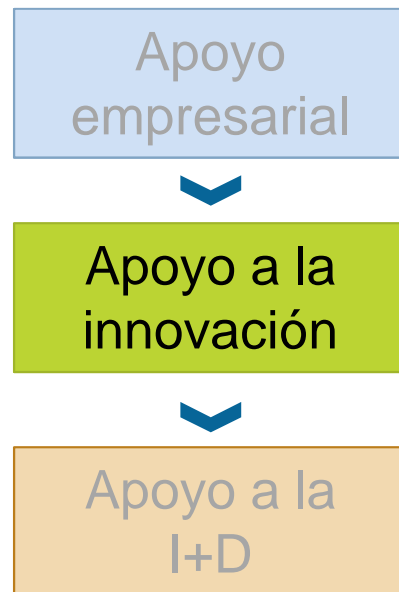 Apoyo
empresarial
Apoyo a la
innovación
Apoyo a la
I+D